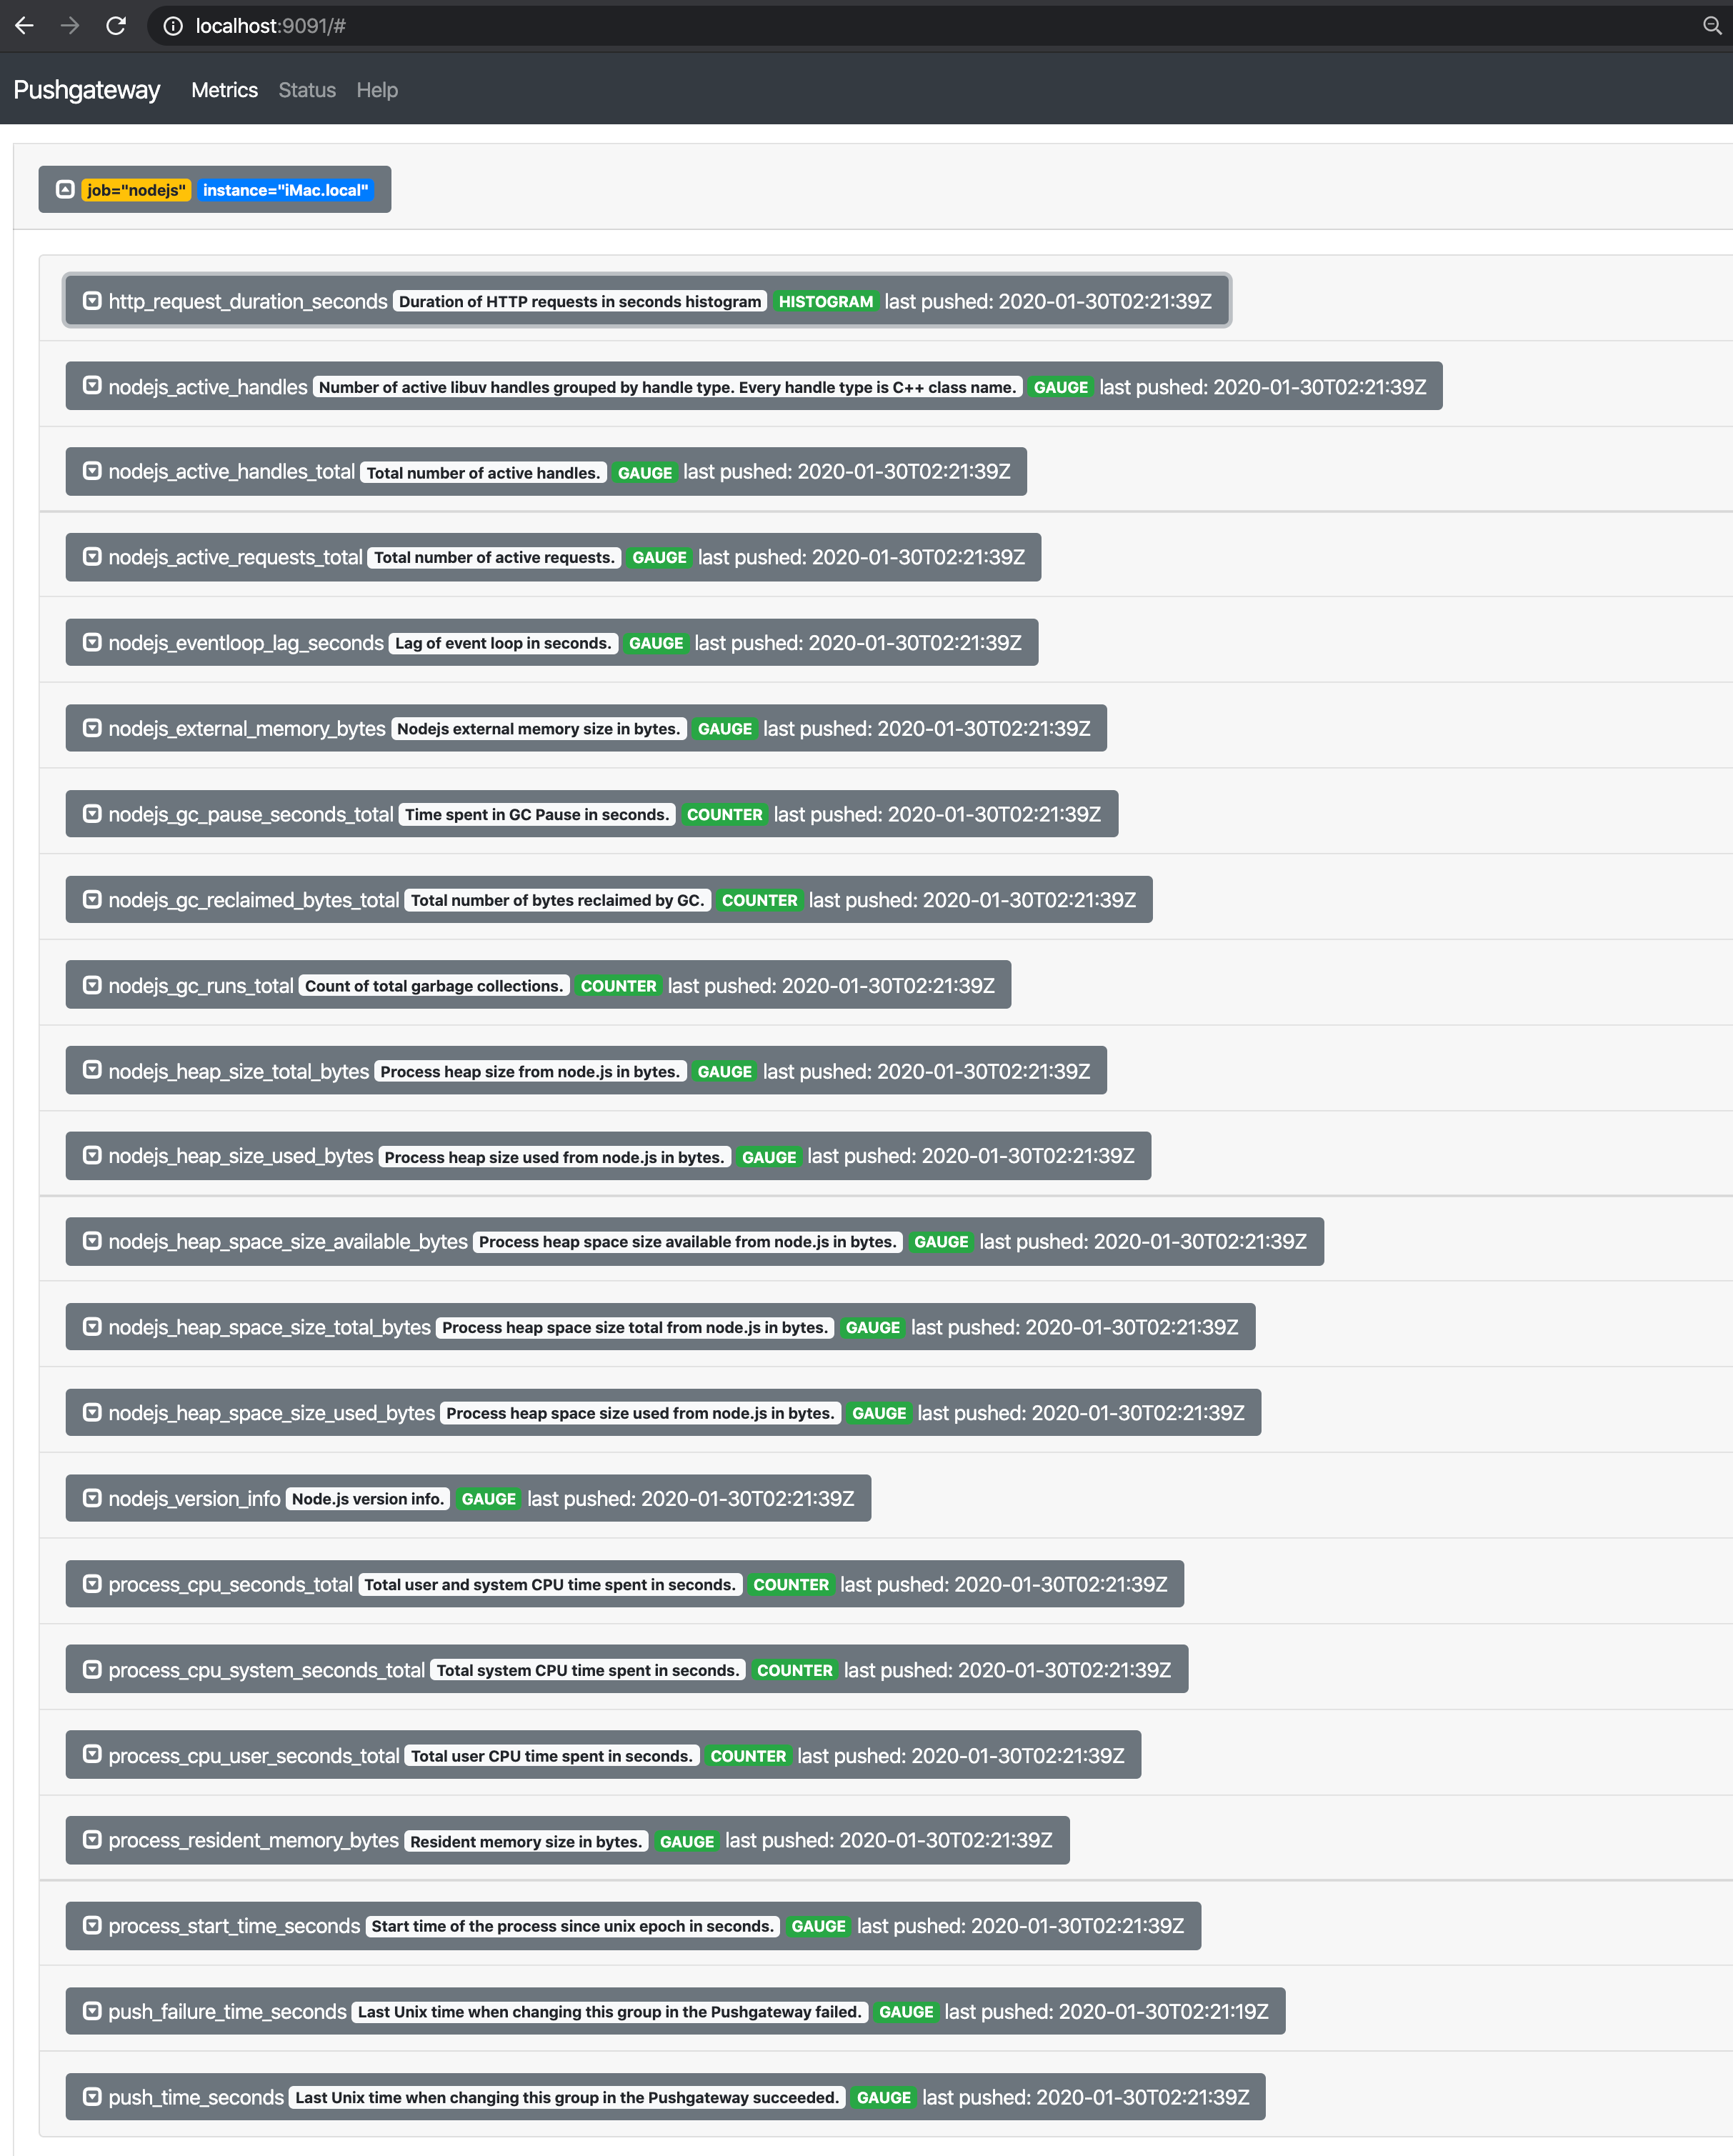 localhost:9091/#
Pushgateway Metrics Status Help
job="nodejs" instance="iMac.local"
http_request_duration_seconds Duration of HTTP requests in seconds histogram HISTOGRAM last pushed: 2020-01-30T02:21:39Z
nodejs_active_handles Number of active libuv handles grouped by handle type. Every handle type is C++ class name. GAUGE last pushed: 2020-01-30T02:21:39Z
nodejs_active_handles_total Total number of active handles. GAUGE last pushed: 2020-01-30T02:21:39Z
nodejs_active_requests_total Total number of active requests. GAUGE last pushed: 2020-01-30T02:21:39Z
nodejs_eventloop_lag_seconds Lag of event loop in seconds. GAUGE last pushed: 2020-01-30T02:21:39Z
nodejs_external_memory_bytes Nodejs external memory size in bytes. GAUGE last pushed: 2020-01-30T02:21:39Z
nodejs_gc_pause_seconds_total Time spent in GC Pause in seconds. COUNTER last pushed: 2020-01-30T02:21:39Z
nodejs_gc_reclaimed_bytes_total Total number of bytes reclaimed by GC. COUNTER last pushed: 2020-01-30T02:21:39Z
nodejs_gc_runs_total Count of total garbage collections. COUNTER last pushed: 2020-01-30T02:21:39Z
nodejs_heap_size_total_bytes Process heap size from node.js in bytes. GAUGE last pushed: 2020-01-30T02:21:39Z
nodejs_heap_size_used_bytes Process heap size used from node.js in bytes. GAUGE last pushed: 2020-01-30T02:21:39Z
nodejs_heap_space_size_available_bytes Process heap space size available from node.js in bytes. GAUGE last pushed: 2020-01-30T02:21:39Z
nodejs_heap_space_size_total_bytes Process heap space size total from node.js in bytes. GAUGE last pushed: 2020-01-30T02:21:39Z
nodejs_heap_space_size_used_bytes Process heap space size used from node.js in bytes. GAUGE last pushed: 2020-01-30T02:21:39Z
nodejs_version_info Node.js version info. GAUGE last pushed: 2020-01-30T02:21:39Z
process_cpu_seconds_total Total user and system CPU time spent in seconds. COUNTER last pushed: 2020-01-30T02:21:39Z
process_cpu_system_seconds_total Total system CPU time spent in seconds. COUNTER last pushed: 2020-01-30T02:21:39Z
process_cpu_user_seconds_total Total user CPU time spent in seconds. COUNTER last pushed: 2020-01-30T02:21:39Z
process_resident_memory_bytes Resident memory size in bytes. GAUGE last pushed: 2020-01-30T02:21:39Z
process_start_time_seconds Start time of the process since unix epoch in seconds. GAUGE last pushed: 2020-01-30T02:21:39Z
push_failure_time_seconds Last Unix time when changing this group in the Pushgateway failed. GAUGE last pushed: 2020-01-30T02:21:19Z
push_time_seconds Last Unix time when changing this group in the Pushgateway succeeded. GAUGE last pushed: 2020-01-30T02:21:39Z